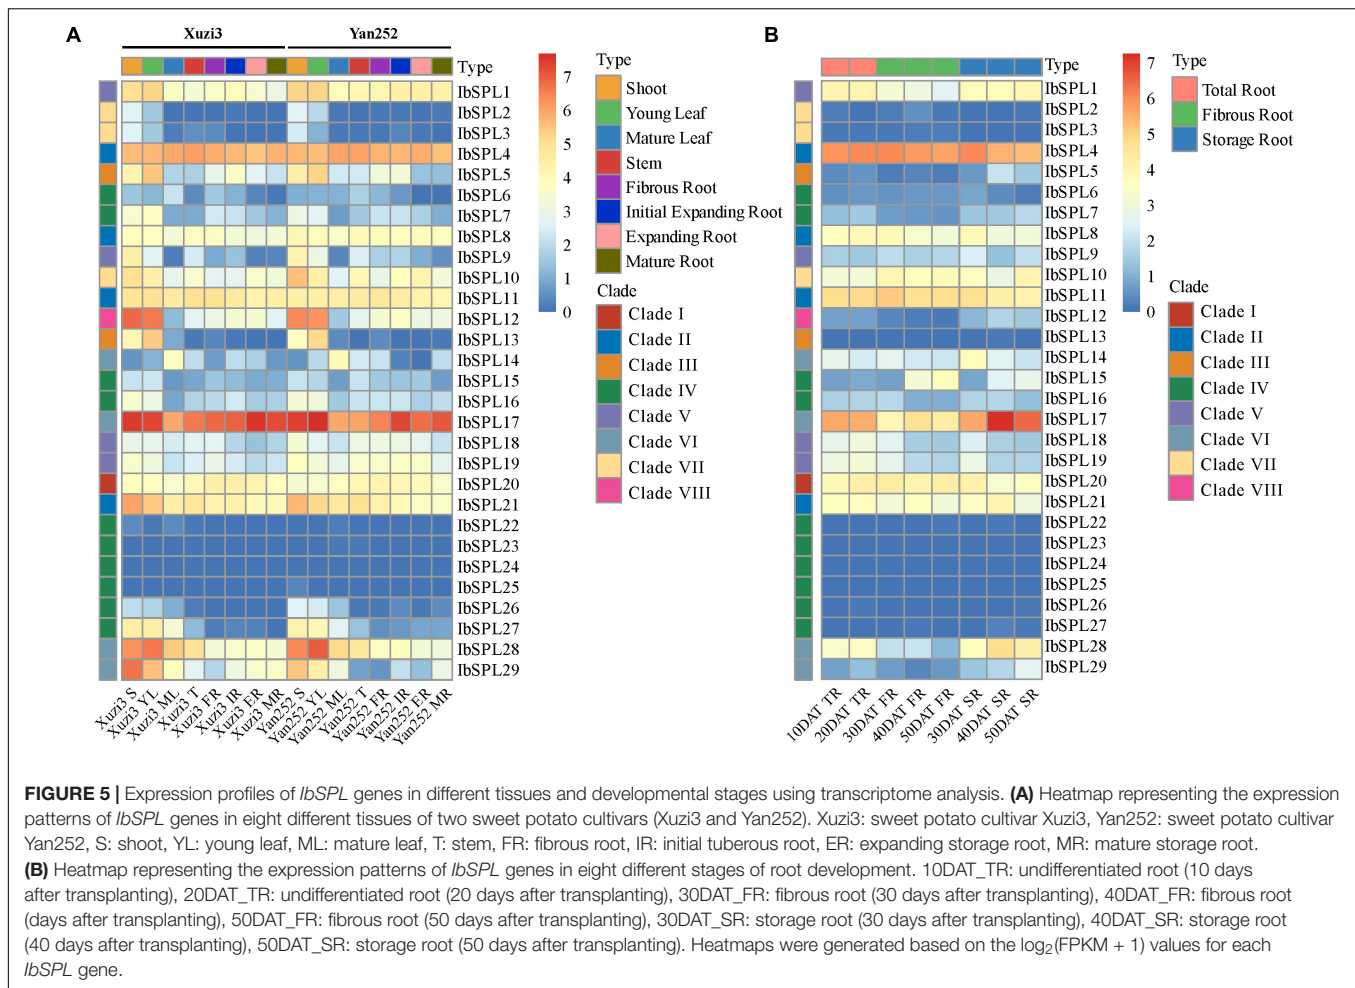 A
Xuzi3
Yan252
Type
IbSPL1
IbSPL2
IbSPL3
IbSPL4
IbSPL5
IbSPL6
IbSPL7
IbSPL8
IbSPL9
IbSPL10
IbSPL11
IbSPL12
IbSPL13
IbSPL14
IbSPL15
IbSPL16
IbSPL17
IbSPL18
IbSPL19
IbSPL20
IbSPL21
IbSPL22
IbSPL23
IbSPL24
IbSPL25
IbSPL26
IbSPL27
IbSPL28
IbSPL29
Xuzi3 S
Xuzi3 YL
Xuzi3 ML
Xuzi3 T
Xuzi3 FR
Xuzi3 IR
Xuzi3 ER
Xuzi3 MR
Yan252 S
Yan252 YL
Yan252 ML
Yan252 T
Yan252 FR
Yan252 IR
Yan252 ER
Yan252 MR
7
6
5
4
3
2
1
0
Type
Shoot
Young Leaf
Mature Leaf
Stem
Fibrous Root
Initial Expanding Root
Expanding Root
Mature Root
Clade
Clade I
Clade II
Clade III
Clade IV
Clade V
Clade VI
Clade VII
Clade VIII
B
Type
IbSPL1
IbSPL2
IbSPL3
IbSPL4
IbSPL5
IbSPL6
IbSPL7
IbSPL8
IbSPL9
IbSPL10
IbSPL11
IbSPL12
IbSPL13
IbSPL14
IbSPL15
IbSPL16
IbSPL17
IbSPL18
IbSPL19
IbSPL20
IbSPL21
IbSPL22
IbSPL23
IbSPL24
IbSPL25
IbSPL26
IbSPL27
IbSPL28
IbSPL29
10DAT TR
20DAT TR
30DAT FR
40DAT FR
50DAT FR
30DAT SR
40DAT SR
50DAT SR
7
6
5
4
3
2
1
0
Type
Total Root
Fibrous Root
Storage Root
Clade
Clade I
Clade II
Clade III
Clade IV
Clade V
Clade VI
Clade VII
Clade VIII
FIGURE 5 | Expression profiles of IbSPL genes in different tissues and developmental stages using transcriptome analysis. (A) Heatmap representing the expression
patterns of IbSPL genes in eight different tissues of two sweet potato cultivars (Xuzi3 and Yan252). Xuzi3: sweet potato cultivar Xuzi3, Yan252: sweet potato cultivar
Yan252, S: shoot, YL: young leaf, ML: mature leaf, T: stem, FR: fibrous root, IR: initial tuberous root, ER: expanding storage root, MR: mature storage root.
(B) Heatmap representing the expression patterns of IbSPL genes in eight different stages of root development. 10DAT_TR: undifferentiated root (10 days
after transplanting), 20DAT_TR: undifferentiated root (20 days after transplanting), 30DAT_FR: fibrous root (30 days after transplanting), 40DAT_FR: fibrous root
(days after transplanting), 50DAT_FR: fibrous root (50 days after transplanting), 30DAT_SR: storage root (30 days after transplanting), 40DAT_SR: storage root
(40 days after transplanting), 50DAT_SR: storage root (50 days after transplanting). Heatmaps were generated based on the log2(FPKM + 1) values for each
IbSPL gene.